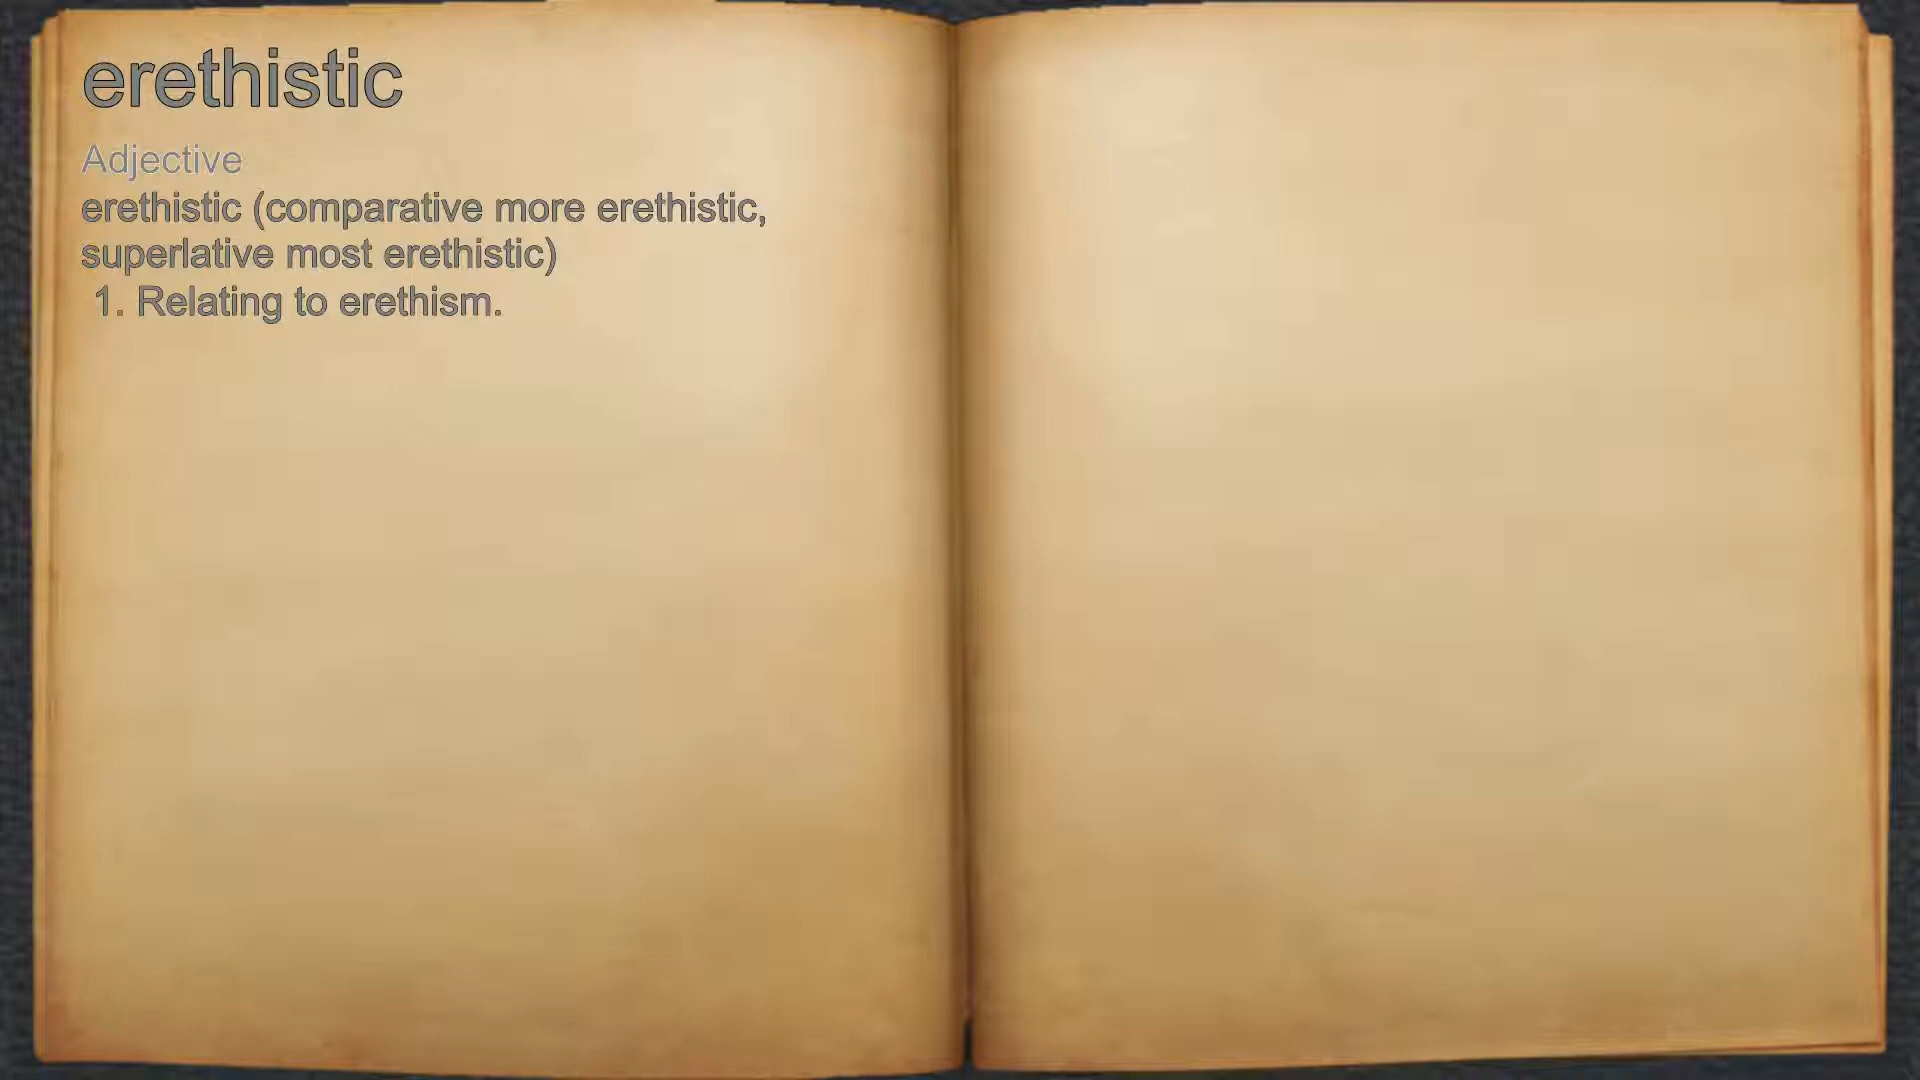 erethistic
Adjective
erethistic (comparative more erethistic,
superlative most erethistic)
1. Relating to erethism.